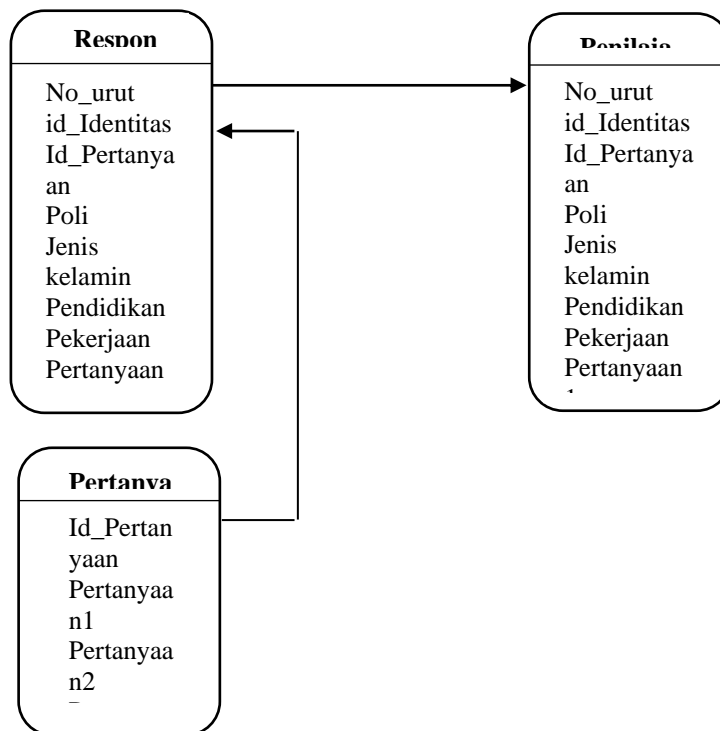 Respon
No_urut
id_Identitas
Id_Pertanya
an
Poli
Jenis
kelamin
Pendidikan
Pekerjaan
Pertanyaan
Penilaia
No_urut
id_Identitas
Id_Pertanya
an
Poli
Jenis
kelamin
Pendidikan
Pekerjaan
Pertanyaan
Pertanya
Id_Pertan
yaan
Pertanyaa
n1
Pertanyaa
n2